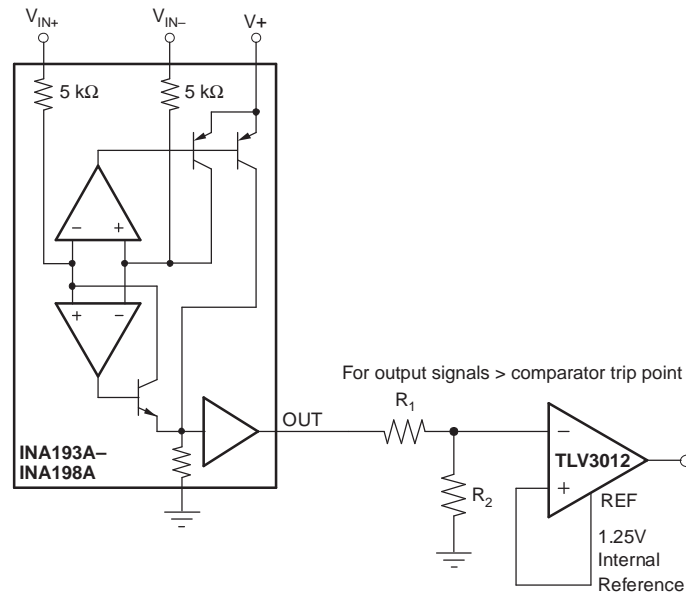 V_IN+
V_IN–
V+
5 kΩ
5 kΩ
–
+
+
–
For output signals > comparator trip point
R_1
OUT
INA193A–
INA198A
R_2
–
TLV3012
+
REF
1.25V
Internal
Reference